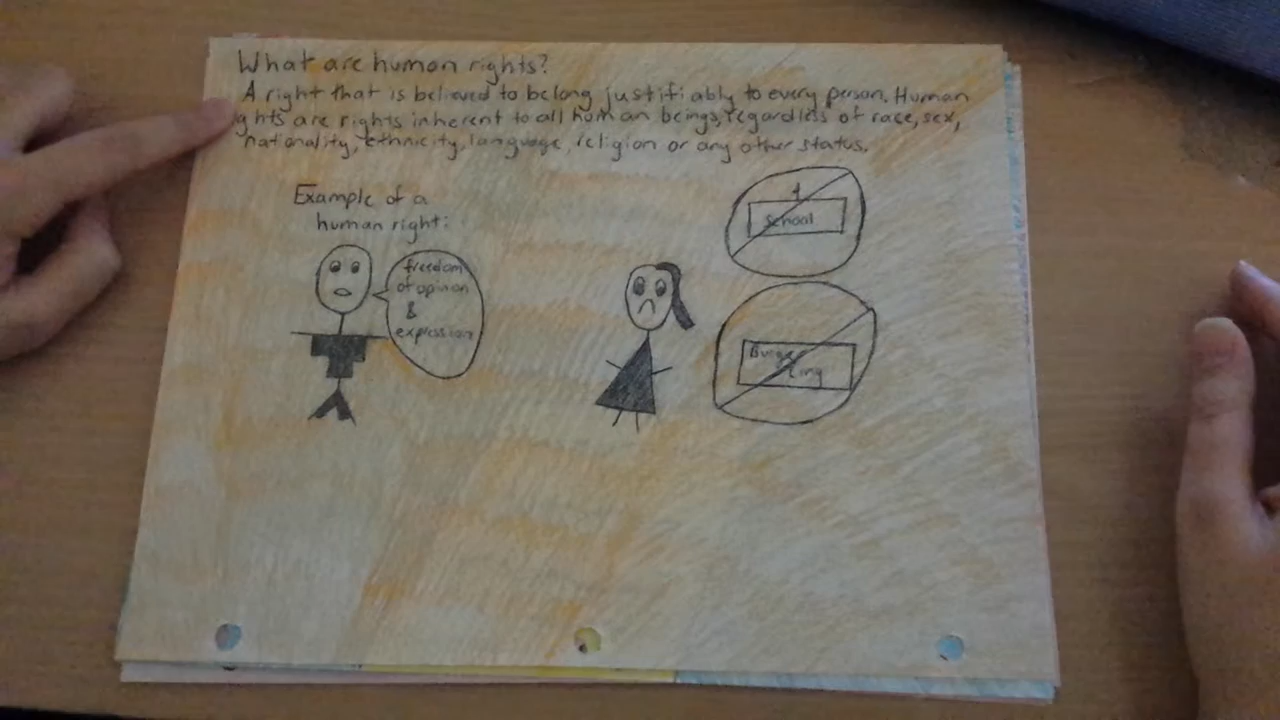 What are human rights?
A right that is believed to belong justifiably to every person. Human
ghts are rights inherent to all human beings, regardless of race, sex,
nationality, ethnicity, language, religion or any other status.
Example of a
human right:
freedom
of opinion
&
expression
School
Burger
King